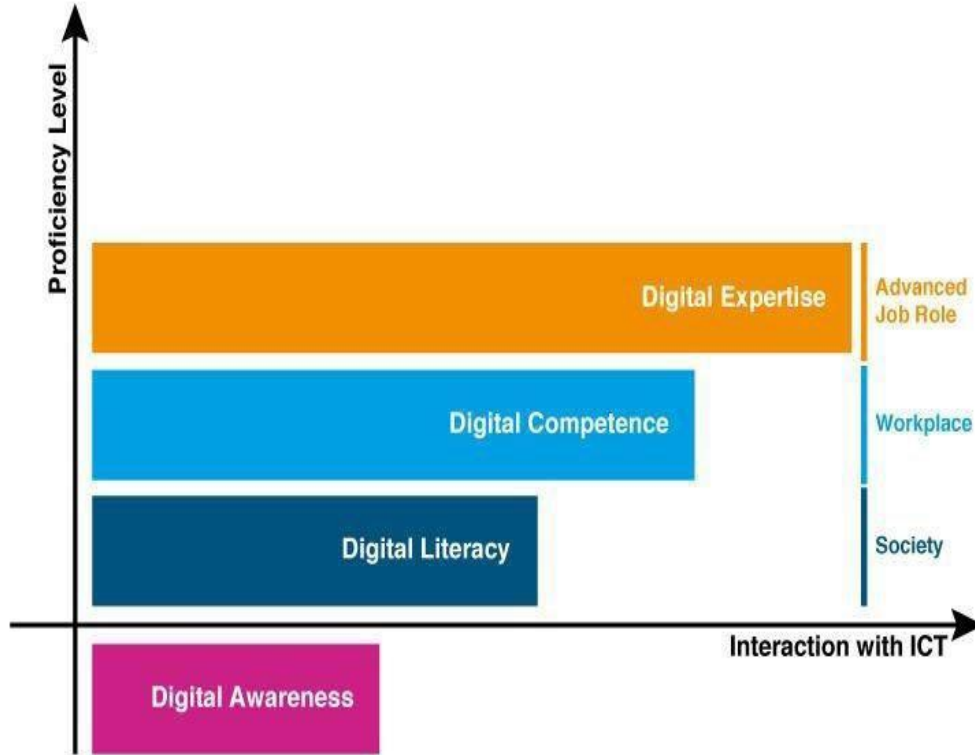 Proficiency Level
Digital Expertise
Advanced
Job Role
Digital Competence
Workplace
Digital Literacy
Society
Interaction with ICT
Digital Awareness